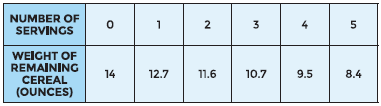 NUMBER OF
SERVINGS
0 1 2 3 4 5
WEIGHT OF
REMAINING
CEREAL
(OUNCES)
14 12.7 11.6 10.7 9.5 8.4